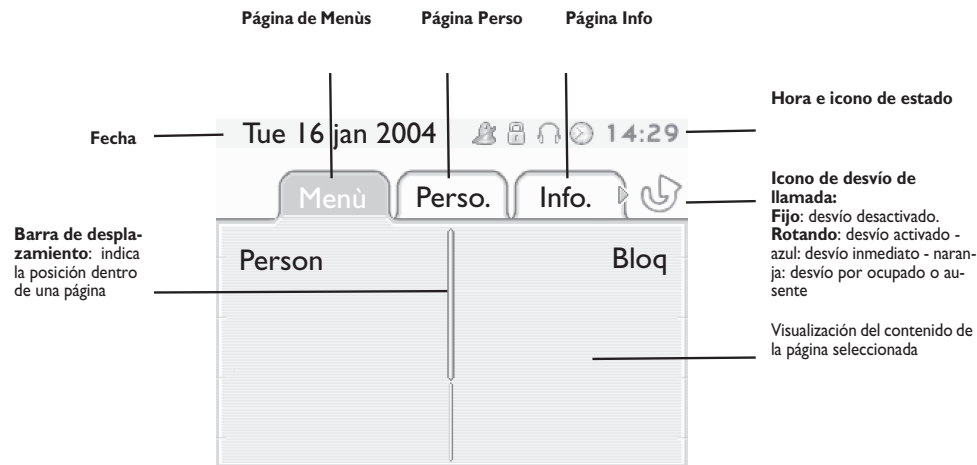 Página de Menùs
Página Perso
Página Info
Hora e icono de estado
Fecha
Tue 16 jan 2004
14:29
Menù
Perso.
Info.
Icono de desvío de
llamada:
Fijo: desvío desactivado.
Rotando: desvío activado -
azul: desvío inmediato - naran-
ja: desvío por ocupado o au-
sente
Barra de despla-
zamiento: indica
la posición dentro
de una página
Person
Bloq
Visualización del contenido de
la página seleccionada